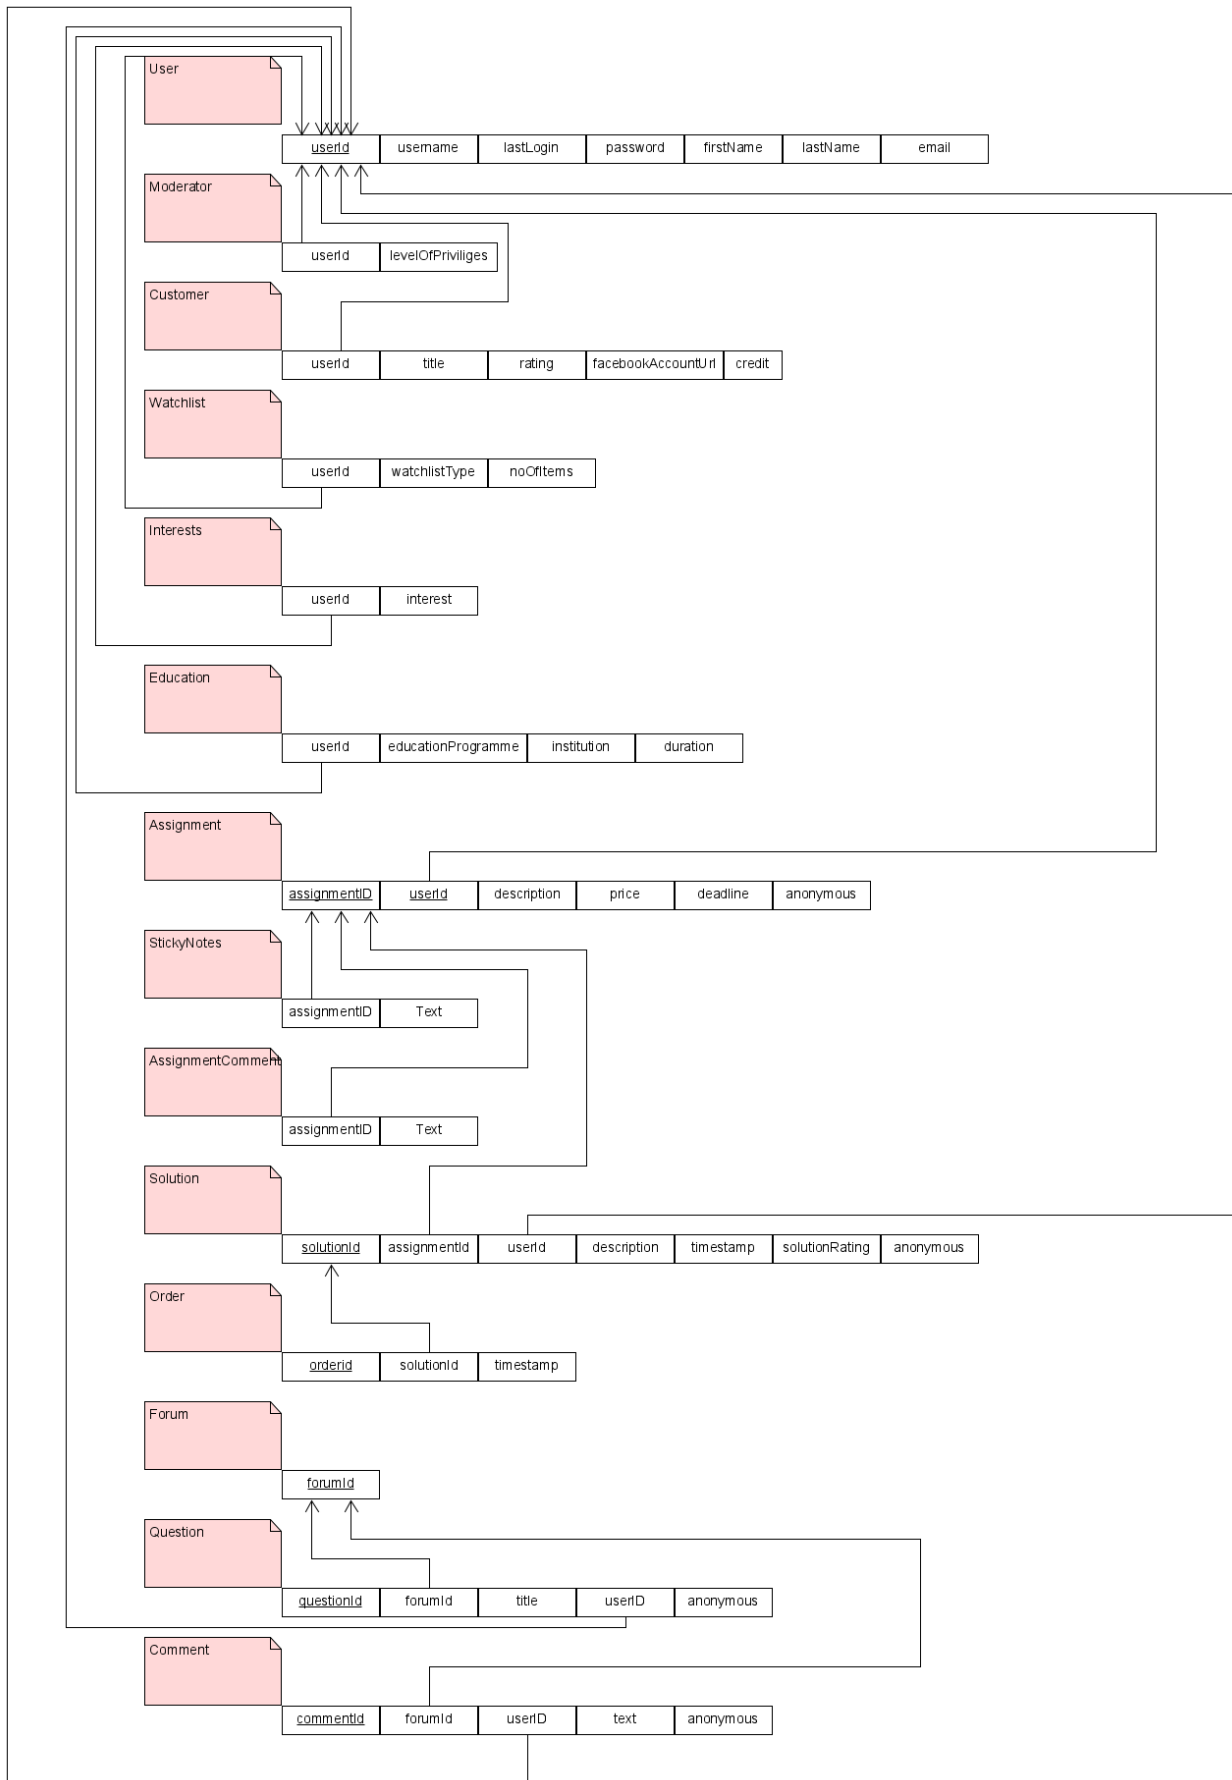 User
userId username lastLogin password firstName lastName email
Moderator
userId levelOfPriviliges
Customer
userId title rating facebookAccountUrl credit
Watchlist
userId watchlistType noOfItems
Interests
userId interest
Education
userId educationProgramme institution duration
Assignment
assignmentID userId description price deadline anonymous
StickyNotes
assignmentID Text
AssignmentComment
assignmentID Text
Solution
solutionId assignmentId userId description timestamp solutionRating anonymous
Order
orderid solutionId timestamp
Forum
forumId
Question
questionId forumId title userID anonymous
Comment
commentId forumId userID text anonymous